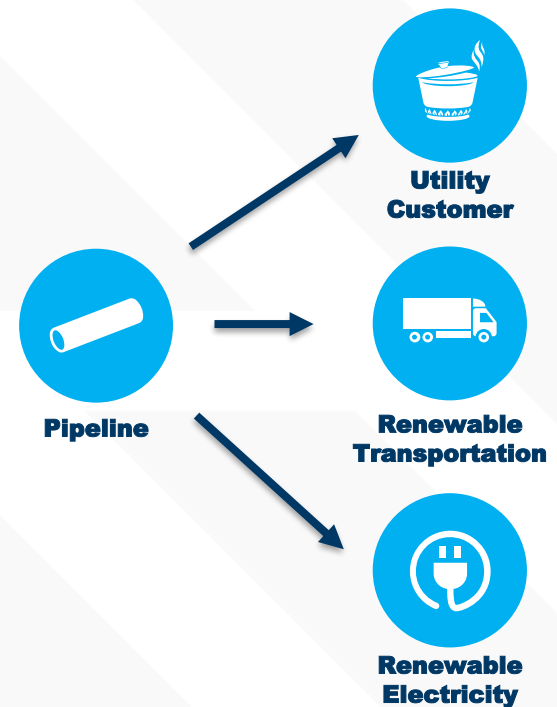 Utility
Customer
Pipeline
Renewable
Transportation
Renewable
Electricity